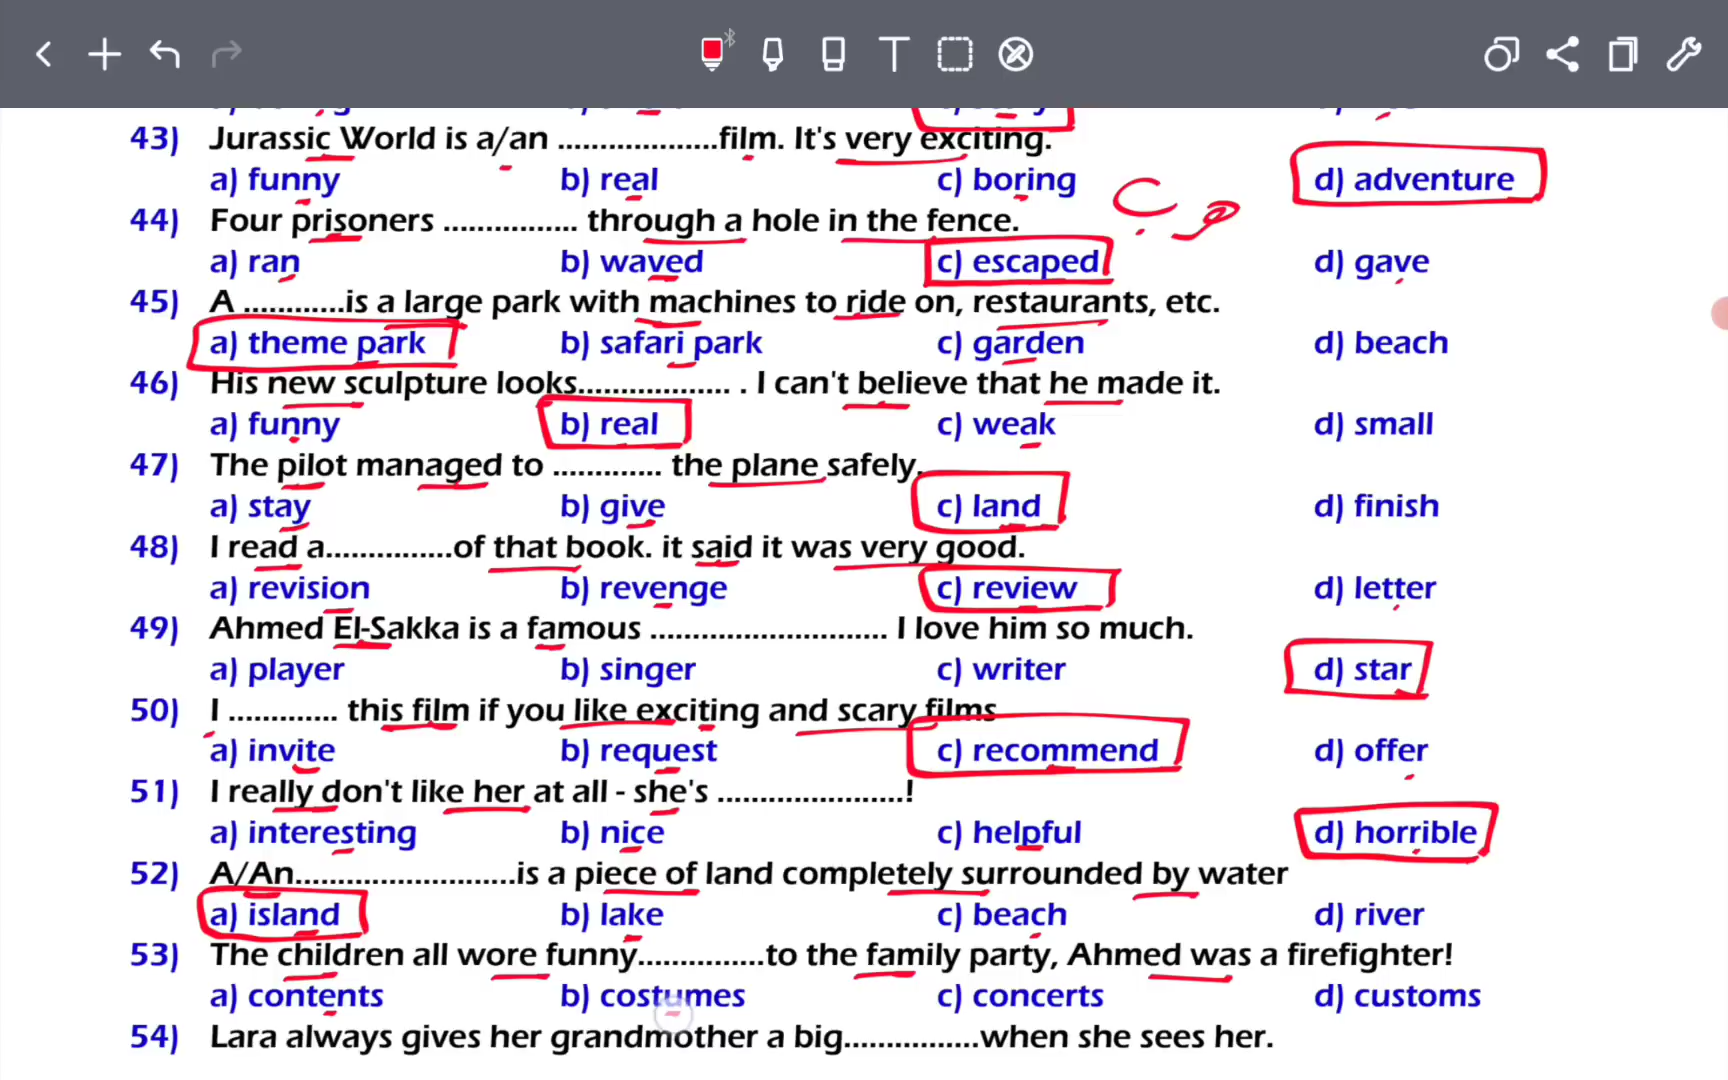 43) Jurassic World is a/an ...................film. It's very exciting.
a) funny b) real c) boring d) adventure
44) Four prisoners ................ through a hole in the fence.
a) ran b) waved c) escaped d) gave
45) A ............is a large park with machines to ride on, restaurants, etc.
a) theme park b) safari park c) garden d) beach
46) His new sculpture looks.................. . I can't believe that he made it.
a) funny b) real c) weak d) small
47) The pilot managed to ............. the plane safely.
a) stay b) give c) land d) finish
48) I read a...............of that book. it said it was very good.
a) revision b) revenge c) review d) letter
49) Ahmed El-Sakka is a famous ............................ I love him so much.
a) player b) singer c) writer d) star
50) I ............. this film if you like exciting and scary films
a) invite b) request c) recommend d) offer
51) I really don't like her at all - she's ......................!
a) interesting b) nice c) helpful d) horrible
52) A/An..........................is a piece of land completely surrounded by water
a) island b) lake c) beach d) river
53) The children all wore funny...............to the family party, Ahmed was a firefighter!
a) contents b) costumes c) concerts d) customs
54) Lara always gives her grandmother a big................when she sees her.